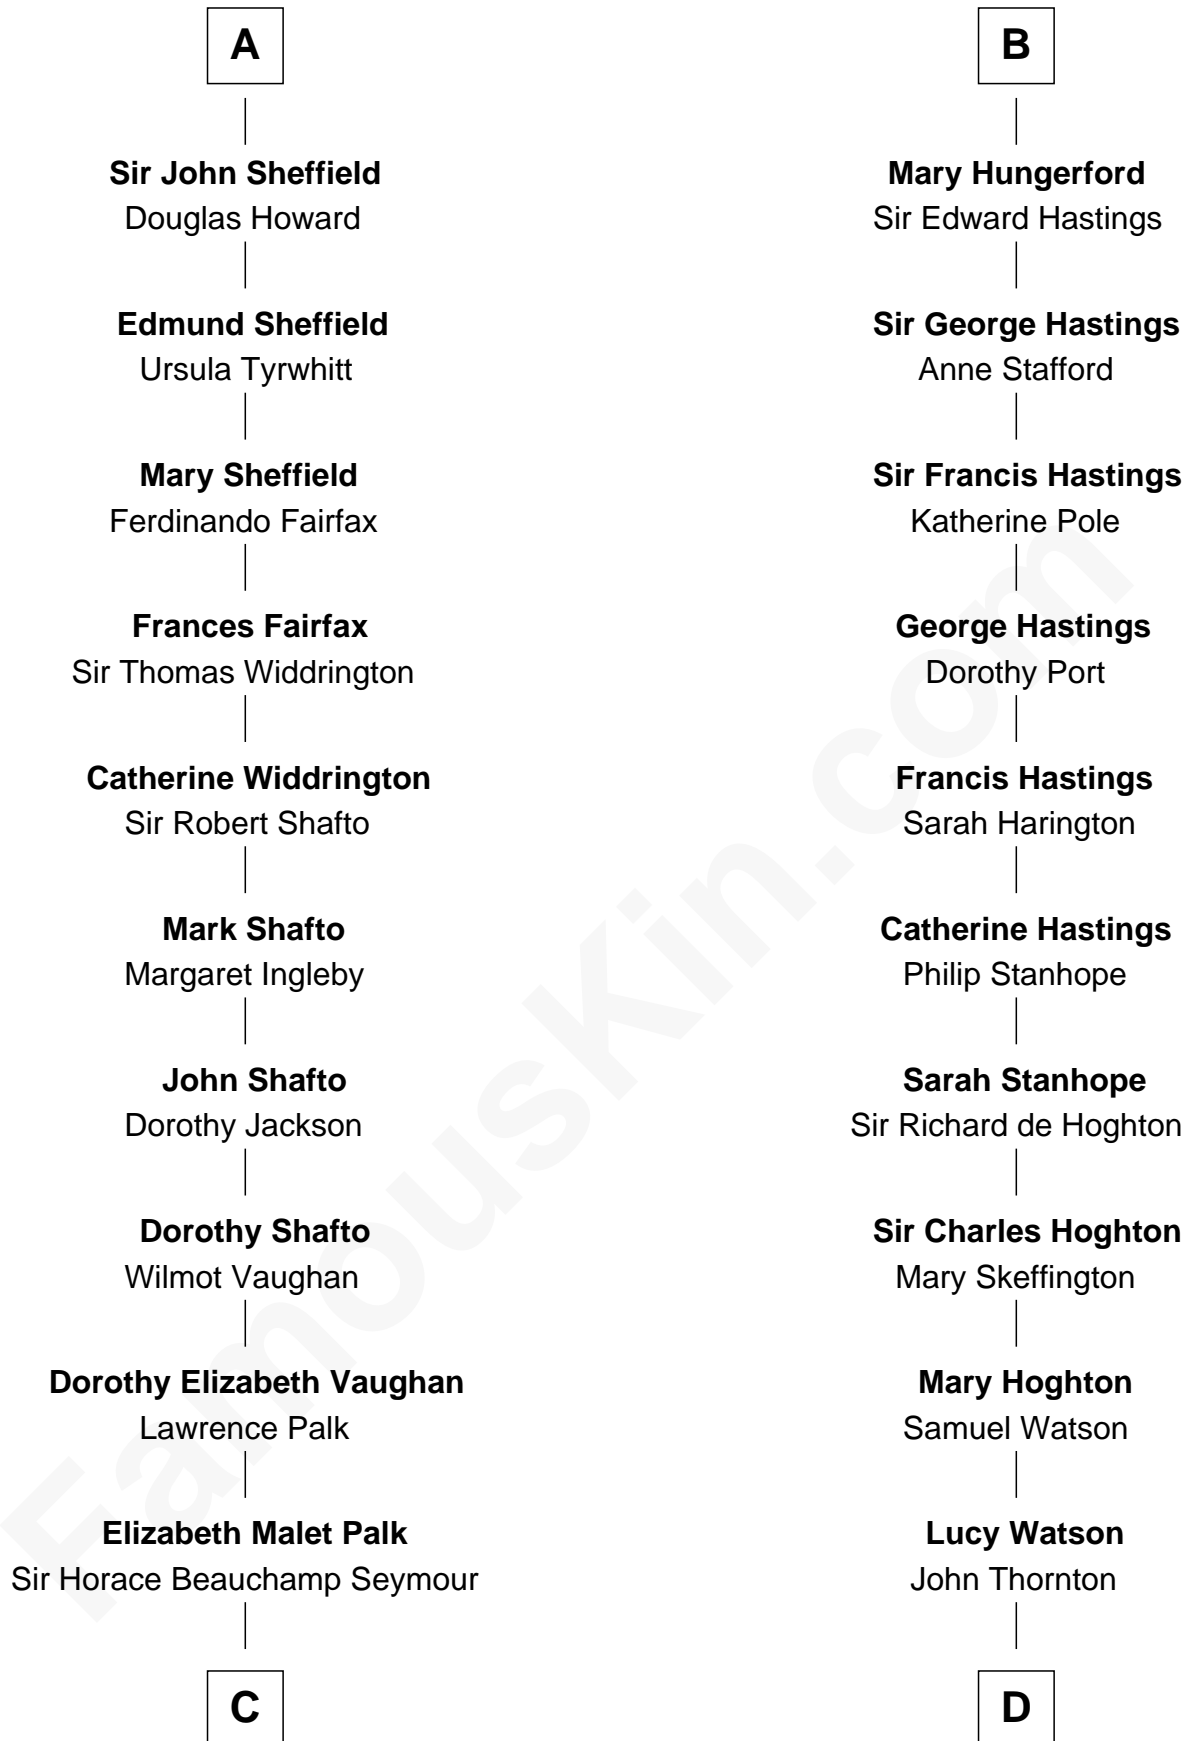 A
Sir John Sheffield
Douglas Howard
Edmund Sheffield
Ursula Tyrwhitt
Mary Sheffield
Ferdinando Fairfax
Frances Fairfax
Sir Thomas Widdrington
Catherine Widdrington
Sir Robert Shafto
Mark Shafto
Margaret Ingleby
John Shafto
Dorothy Jackson
Dorothy Shafto
Wilmot Vaughan
Dorothy Elizabeth Vaughan
Lawrence Palk
Elizabeth Malet Palk
Sir Horace Beauchamp Seymour
C
B
Mary Hungerford
Sir Edward Hastings
Sir George Hastings
Anne Stafford
Sir Francis Hastings
Katherine Pole
George Hastings
Dorothy Port
Francis Hastings
Sarah Harington
Catherine Hastings
Philip Stanhope
Sarah Stanhope
Sir Richard de Hoghton
Sir Charles Hoghton
Mary Skeffington
Mary Hoghton
Samuel Watson
Lucy Watson
John Thornton
D
FamousKin.com